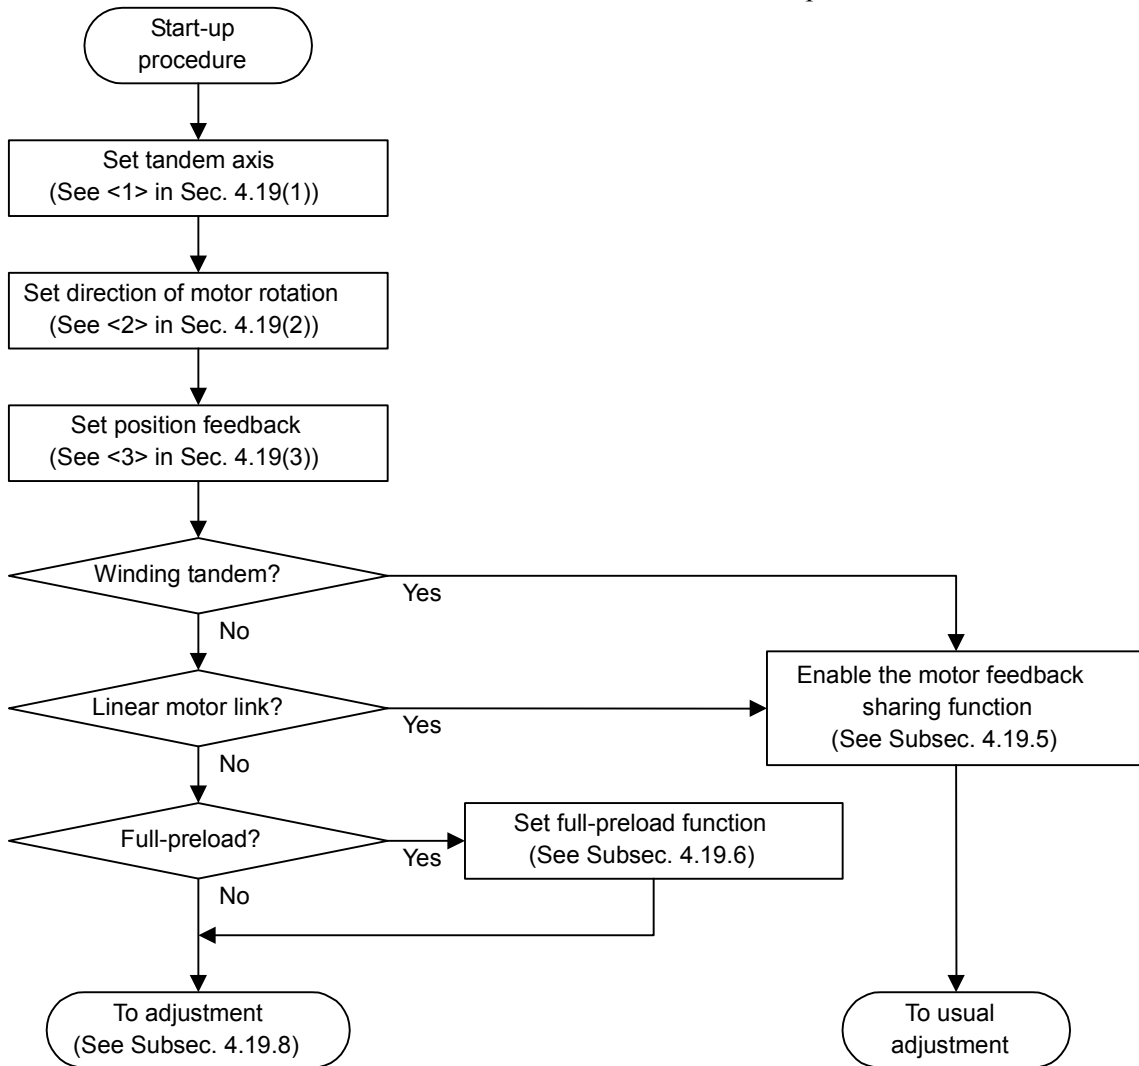 Start-up
procedure
Set tandem axis
(See <1> in Sec. 4.19(1))
Set direction of motor rotation
(See <2> in Sec. 4.19(2))
Set position feedback
(See <3> in Sec. 4.19(3))
Winding tandem?
Yes
No
Linear motor link?
Yes
No
Enable the motor feedback
sharing function
(See Subsec. 4.19.5)
Full-preload?
Yes
No
Set full-preload function
(See Subsec. 4.19.6)
To adjustment
(See Subsec. 4.19.8)
To usual
adjustment